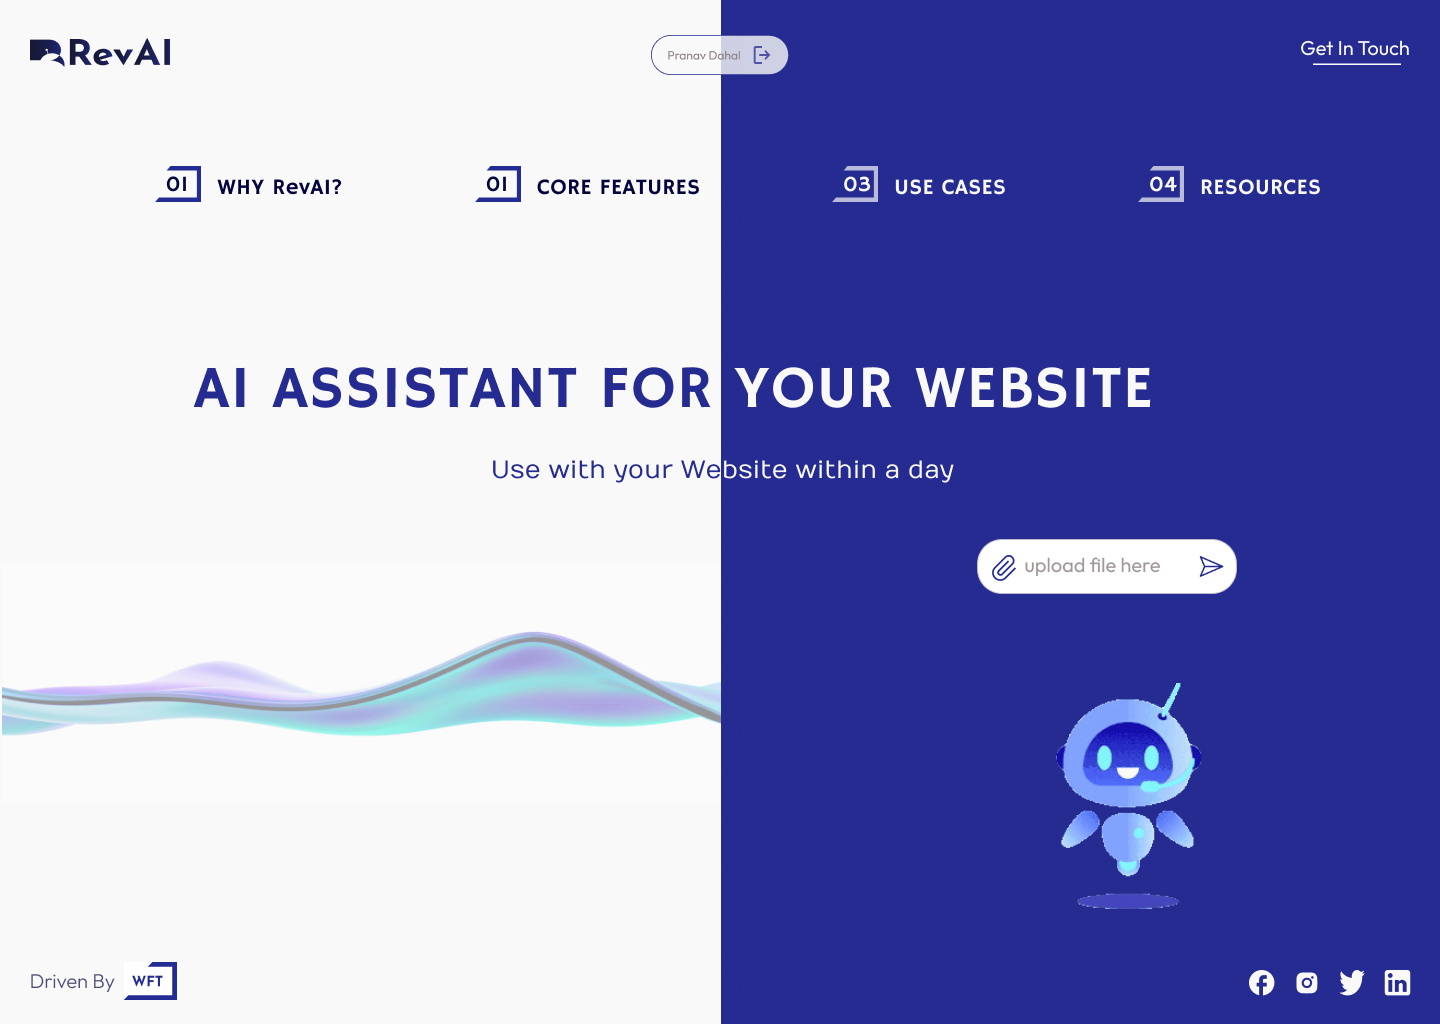 RevAI
Pranav Dahal
Get In Touch
01 WHY RevAI?
01 CORE FEATURES
03 USE CASES
04 RESOURCES
AI ASSISTANT FOR YOUR WEBSITE
Use with your Website within a day
upload file here
Driven By WFT